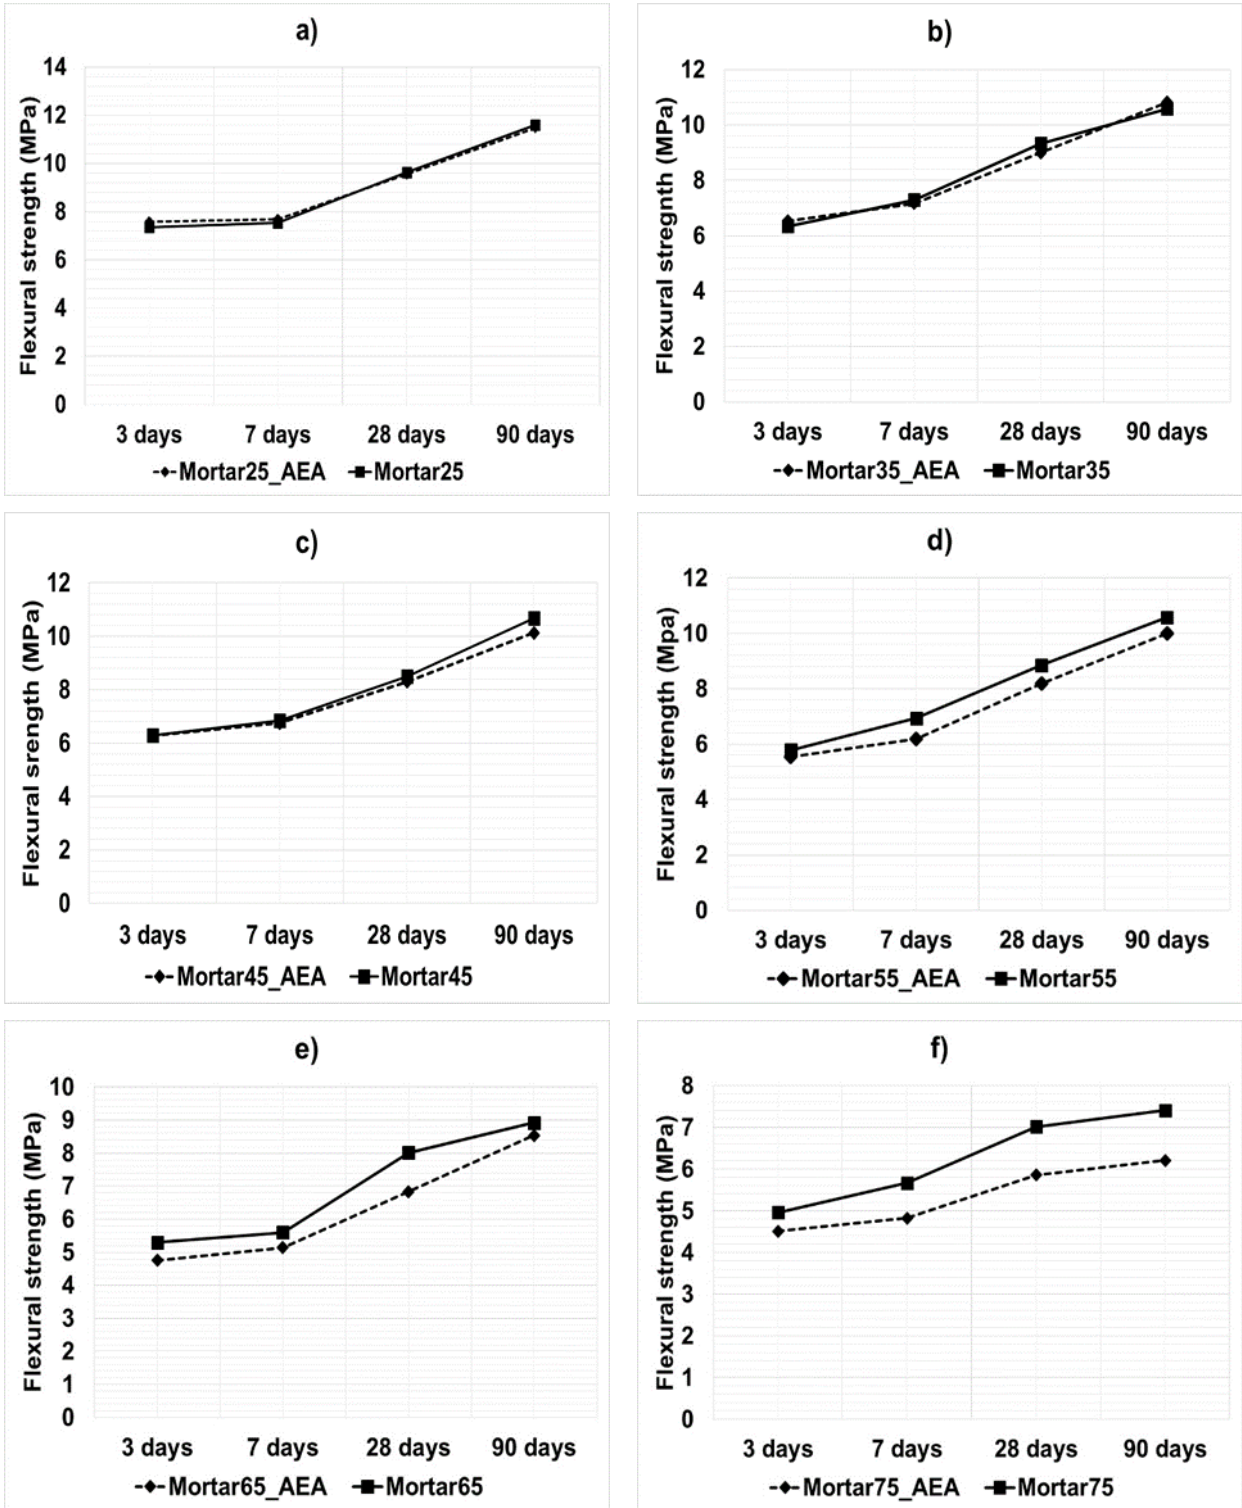 a)
Flexural strength (MPa)
14
12
10
8
6
4
2
0
3 days 7 days 28 days 90 days
Mortar25_AEA Mortar25
b)
Flexural stregnth (MPa)
12
10
8
6
4
2
0
3 days 7 days 28 days 90 days
Mortar35_AEA Mortar35
c)
Flexural srength (MPa)
12
10
8
6
4
2
0
3 days 7 days 28 days 90 days
Mortar45_AEA Mortar45
d)
Flexural strength (Mpa)
12
10
8
6
4
2
0
3 days 7 days 28 days 90 days
Mortar55_AEA Mortar55
e)
Flexural strength (MPa)
10
9
8
7
6
5
4
3
2
1
0
3 days 7 days 28 days 90 days
Mortar65_AEA Mortar65
f)
Flexural strength (MPa)
8
7
6
5
4
3
2
1
0
3 days 7 days 28 days 90 days
Mortar75_AEA Mortar75